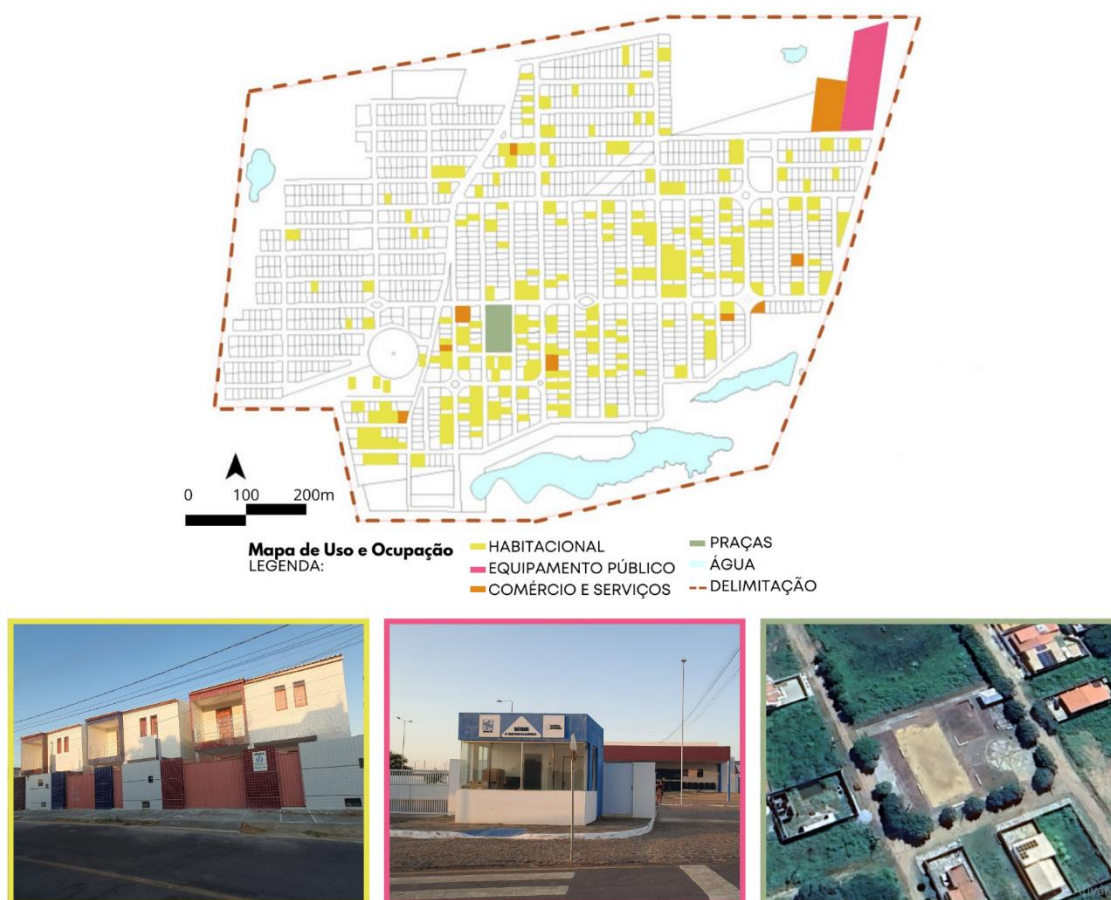 0 100 200m
Mapa de Uso e Ocupação
LEGENDA:
HABITACIONAL
EQUIPAMENTO PÚBLICO
COMÉRCIO E SERVIÇOS
PRAÇAS
ÁGUA
DELIMITAÇÃO